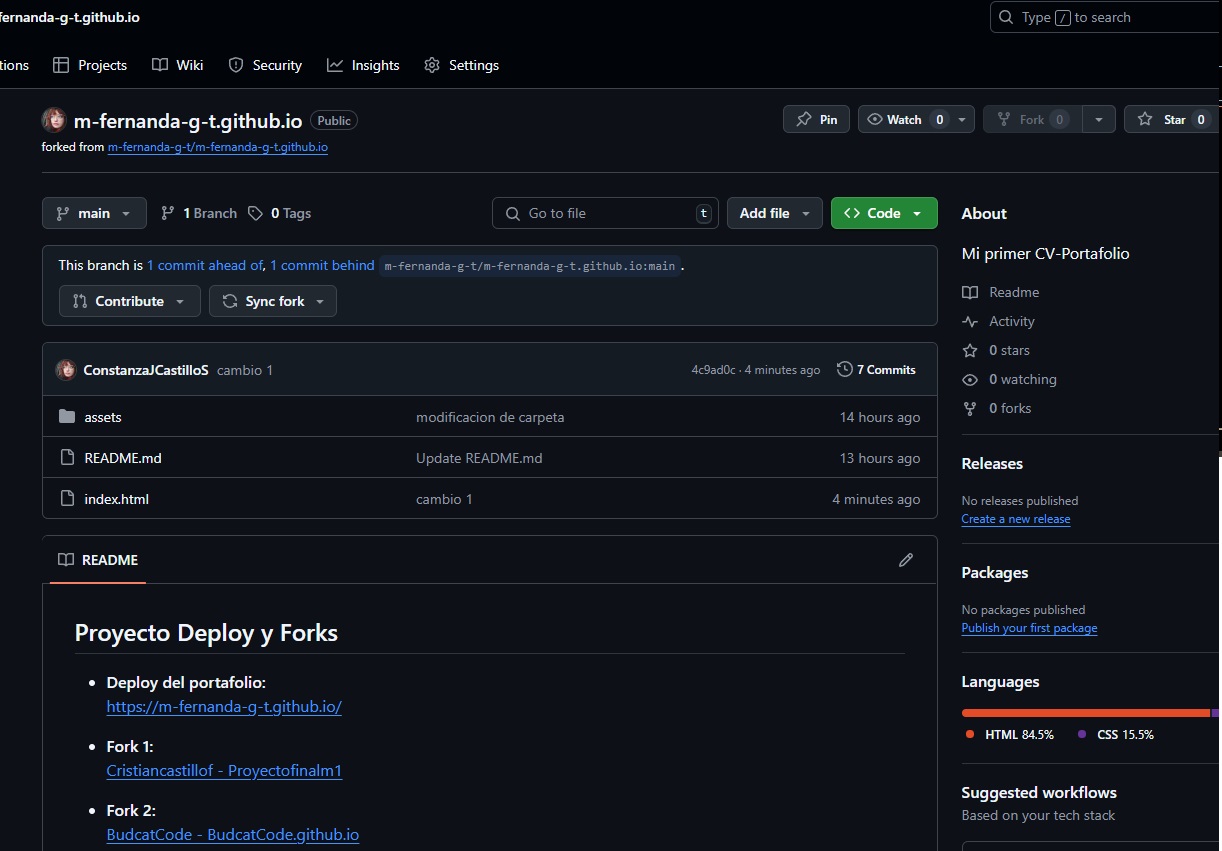 fernanda-g-t.github.io
Type / to search
tions Projects Wiki Security Insights Settings
m-fernanda-g-t.github.io Public
Pin Watch 0 Fork 0 Star 0
forked from m-fernanda-g-t/m-fernanda-g-t.github.io
main 1 Branch 0 Tags
Go to file t Add file Code
This branch is 1 commit ahead of, 1 commit behind m-fernanda-g-t/m-fernanda-g-t.github.io:main .
Contribute Sync fork
ConstanzaJCastilloS cambio 1 4c9ad0c · 4 minutes ago 7 Commits
assets modificacion de carpeta 14 hours ago
README.md Update README.md 13 hours ago
index.html cambio 1 4 minutes ago
README
Proyecto Deploy y Forks
Deploy del portafolio:
https://m-fernanda-g-t.github.io/
Fork 1:
Cristiancastillof - Proyectofinalm1
Fork 2:
BudcatCode - BudcatCode.github.io
About
Mi primer CV-Portafolio
Readme
Activity
0 stars
0 watching
0 forks
Releases
No releases published
Create a new release
Packages
No packages published
Publish your first package
Languages
HTML 84.5% CSS 15.5%
Suggested workflows
Based on your tech stack